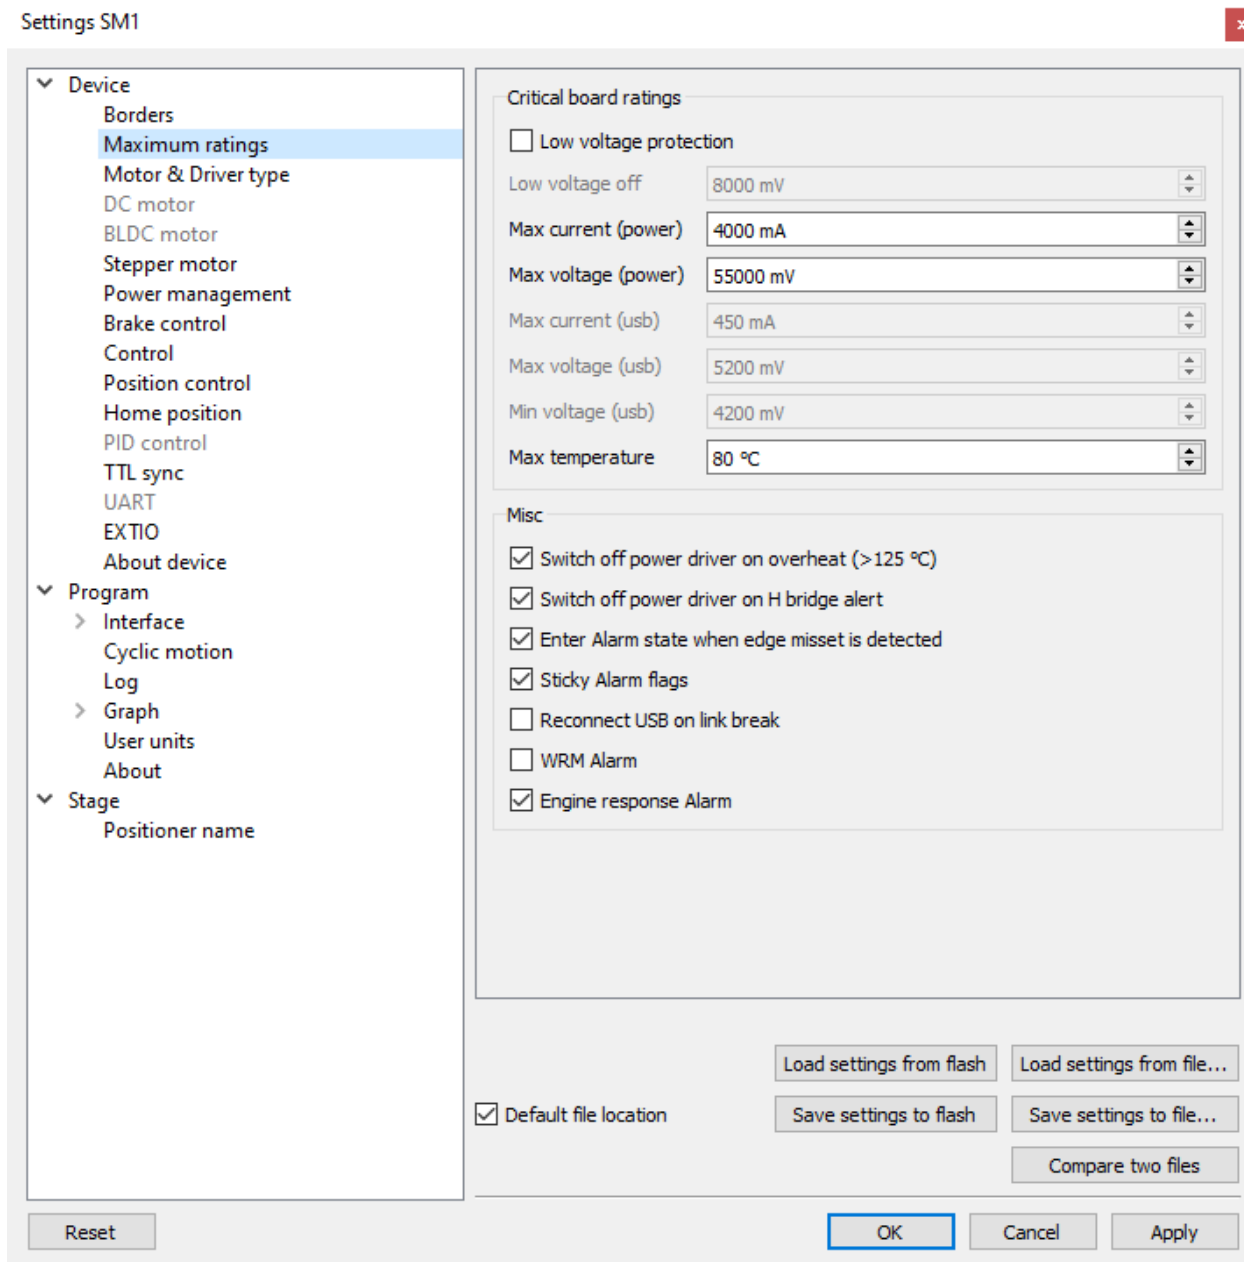 Settings SM1
x
Device
Borders
Maximum ratings
Motor & Driver type
DC motor
BLDC motor
Stepper motor
Power management
Brake control
Control
Position control
Home position
PID control
TTL sync
UART
EXTIO
About device
Program
Interface
Cyclic motion
Log
Graph
User units
About
Stage
Positioner name
Critical board ratings
Low voltage protection
Low voltage off 8000 mV
Max current (power) 4000 mA
Max voltage (power) 55000 mV
Max current (usb) 450 mA
Max voltage (usb) 5200 mV
Min voltage (usb) 4200 mV
Max temperature 80 ℃
Misc
Switch off power driver on overheat (>125 ℃)
Switch off power driver on H bridge alert
Enter Alarm state when edge misset is detected
Sticky Alarm flags
Reconnect USB on link break
WRM Alarm
Engine response Alarm
Load settings from flash Load settings from file...
Default file location Save settings to flash Save settings to file...
Compare two files
Reset OK Cancel Apply